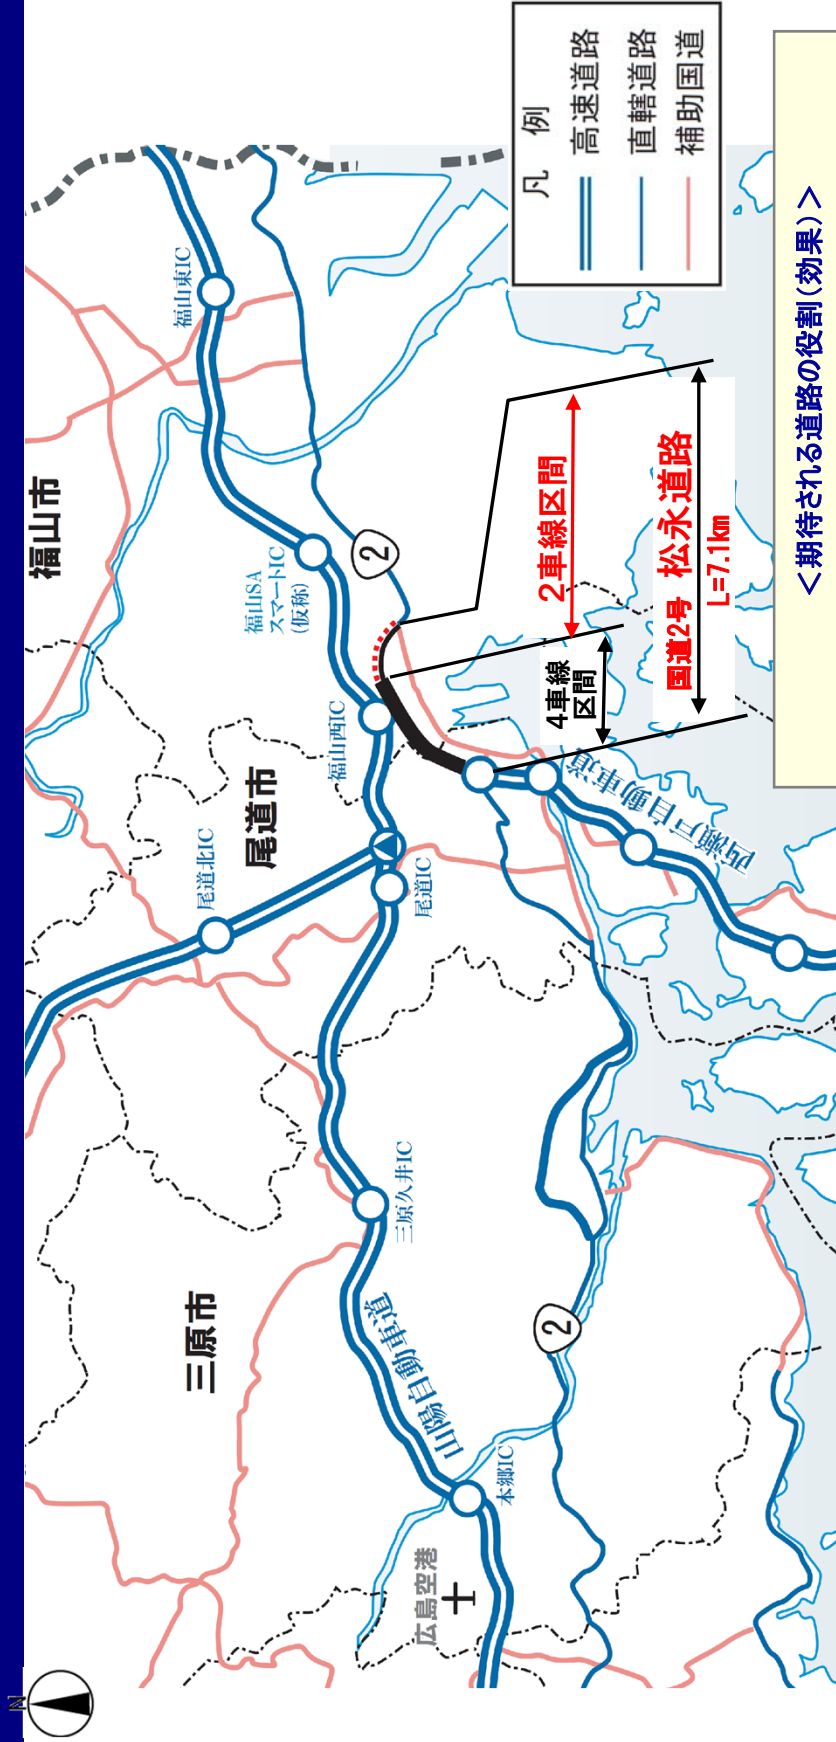 N
福山市
尾道市
三原市
福山東IC
福山SA
スマートIC
(仮称)
福山西IC
尾道北IC
尾道IC
三原久井IC
本郷IC
山陽自動車道
西瀬戸自動車道
広島空港
2
2
2車線区間
4車線
区間
国道2号 松永道路
L=7.1㎞
凡 例
高速道路
直轄道路
補助国道
＜期待される道路の役割(効果)＞